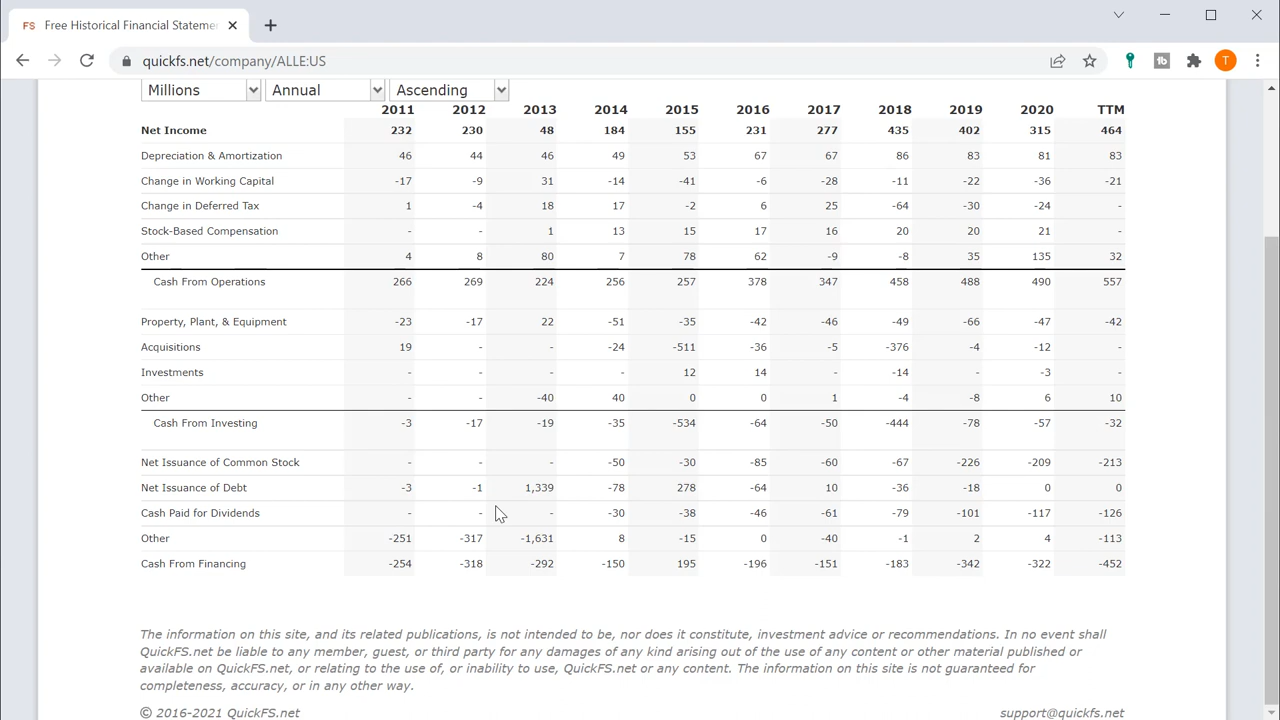 FS Free Historical Financial Stateme
quickfs.net/company/ALLE:US
T
Millions Annual Ascending
2011 2012 2013 2014 2015 2016 2017 2018 2019 2020 TTM
Net Income 232 230 48 184 155 231 277 435 402 315 464
Depreciation & Amortization 46 44 46 49 53 67 67 86 83 81 83
Change in Working Capital -17 -9 31 -14 -41 -6 -28 -11 -22 -36 -21
Change in Deferred Tax 1 -4 18 17 -2 6 25 -64 -30 -24 -
Stock-Based Compensation - - 1 13 15 17 16 20 20 21 -
Other 4 8 80 7 78 62 -9 -8 35 135 32
Cash From Operations 266 269 224 256 257 378 347 458 488 490 557
Property, Plant, & Equipment -23 -17 22 -51 -35 -42 -46 -49 -66 -47 -42
Acquisitions 19 - - -24 -511 -36 -5 -376 -4 -12 -
Investments - - - - 12 14 - -14 - -3 -
Other - - -40 40 0 0 1 -4 -8 6 10
Cash From Investing -3 -17 -19 -35 -534 -64 -50 -444 -78 -57 -32
Net Issuance of Common Stock - - - -50 -30 -85 -60 -67 -226 -209 -213
Net Issuance of Debt -3 -1 1,339 -78 278 -64 10 -36 -18 0 0
Cash Paid for Dividends - - - -30 -38 -46 -61 -79 -101 -117 -126
Other -251 -317 -1,631 8 -15 0 -40 -1 2 4 -113
Cash From Financing -254 -318 -292 -150 195 -196 -151 -183 -342 -322 -452
The information on this site, and its related publications, is not intended to be, nor does it constitute, investment advice or recommendations. In no event shall
QuickFS.net be liable to any member, guest, or third party for any damages of any kind arising out of the use of any content or other material published or
available on QuickFS.net, or relating to the use of, or inability to use, QuickFS.net or any content. The information on this site is not guaranteed for
completeness, accuracy, or in any other way.
© 2016-2021 QuickFS.net support@quickfs.net